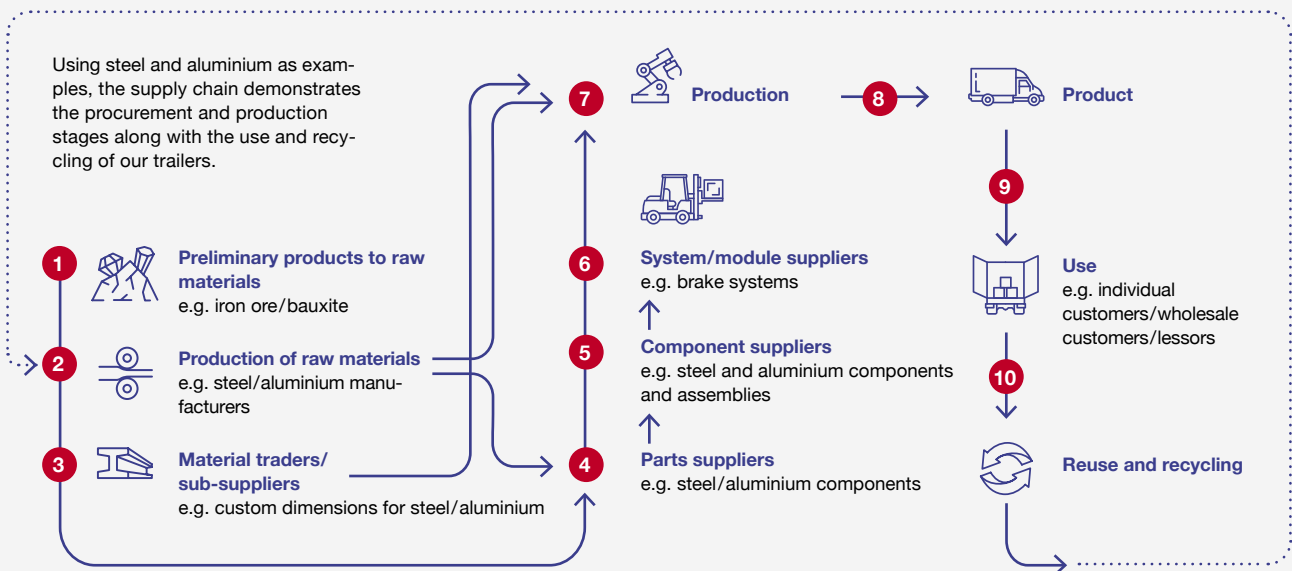 Using steel and aluminium as exam-
ples, the supply chain demonstrates
the procurement and production
stages along with the use and recy-
cling of our trailers.
1
Preliminary products to raw
materials
e.g. iron ore/bauxite
2
Production of raw materials
e.g. steel/aluminium manu-
facturers
3
Material traders/
sub-suppliers
e.g. custom dimensions for steel/aluminium
4
Parts suppliers
e.g. steel/aluminium components
5
Component suppliers
e.g. steel and aluminium components
and assemblies
6
System/module suppliers
e.g. brake systems
7
Production
8
Product
9
Use
e.g. individual
customers/wholesale
customers/lessors
10
Reuse and recycling